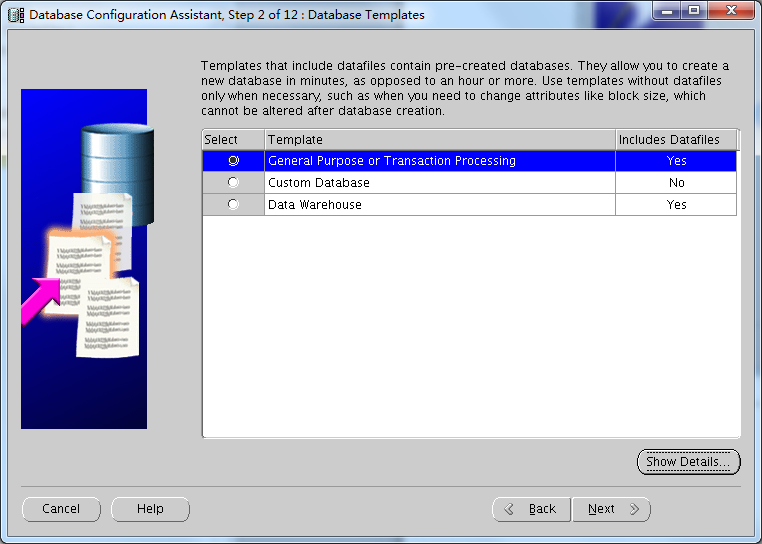 Database Configuration Assistant, Step 2 of 12 : Database Templates
Templates that include datafiles contain pre-created databases. They allow you to create a
new database in minutes, as opposed to an hour or more. Use templates without datafiles
only when necessary, such as when you need to change attributes like block size, which
cannot be altered after database creation.
Select Template Includes Datafiles
General Purpose or Transaction Processing Yes
Custom Database No
Data Warehouse Yes
Show Details...
Cancel Help Back Next